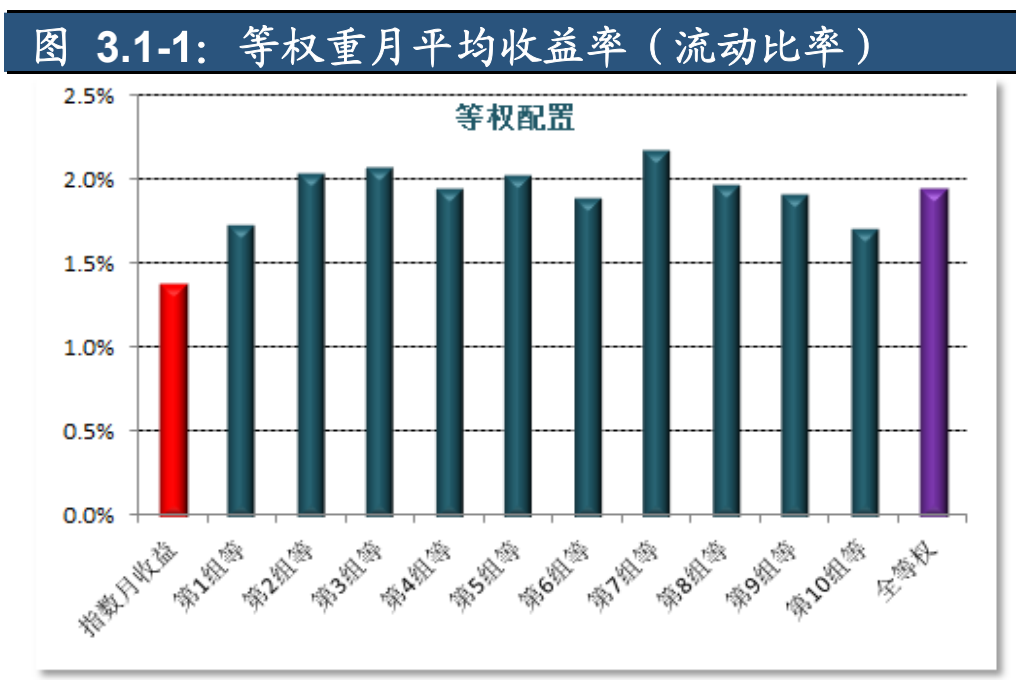 图 3.1-1：等权重月平均收益率（流动比率）
等权配置
2.5%
2.0%
1.5%
1.0%
0.5%
0.0%
指数月收益
第1组等
第2组等
第3组等
第4组等
第5组等
第6组等
第7组等
第8组等
第9组等
第10组等
全等权